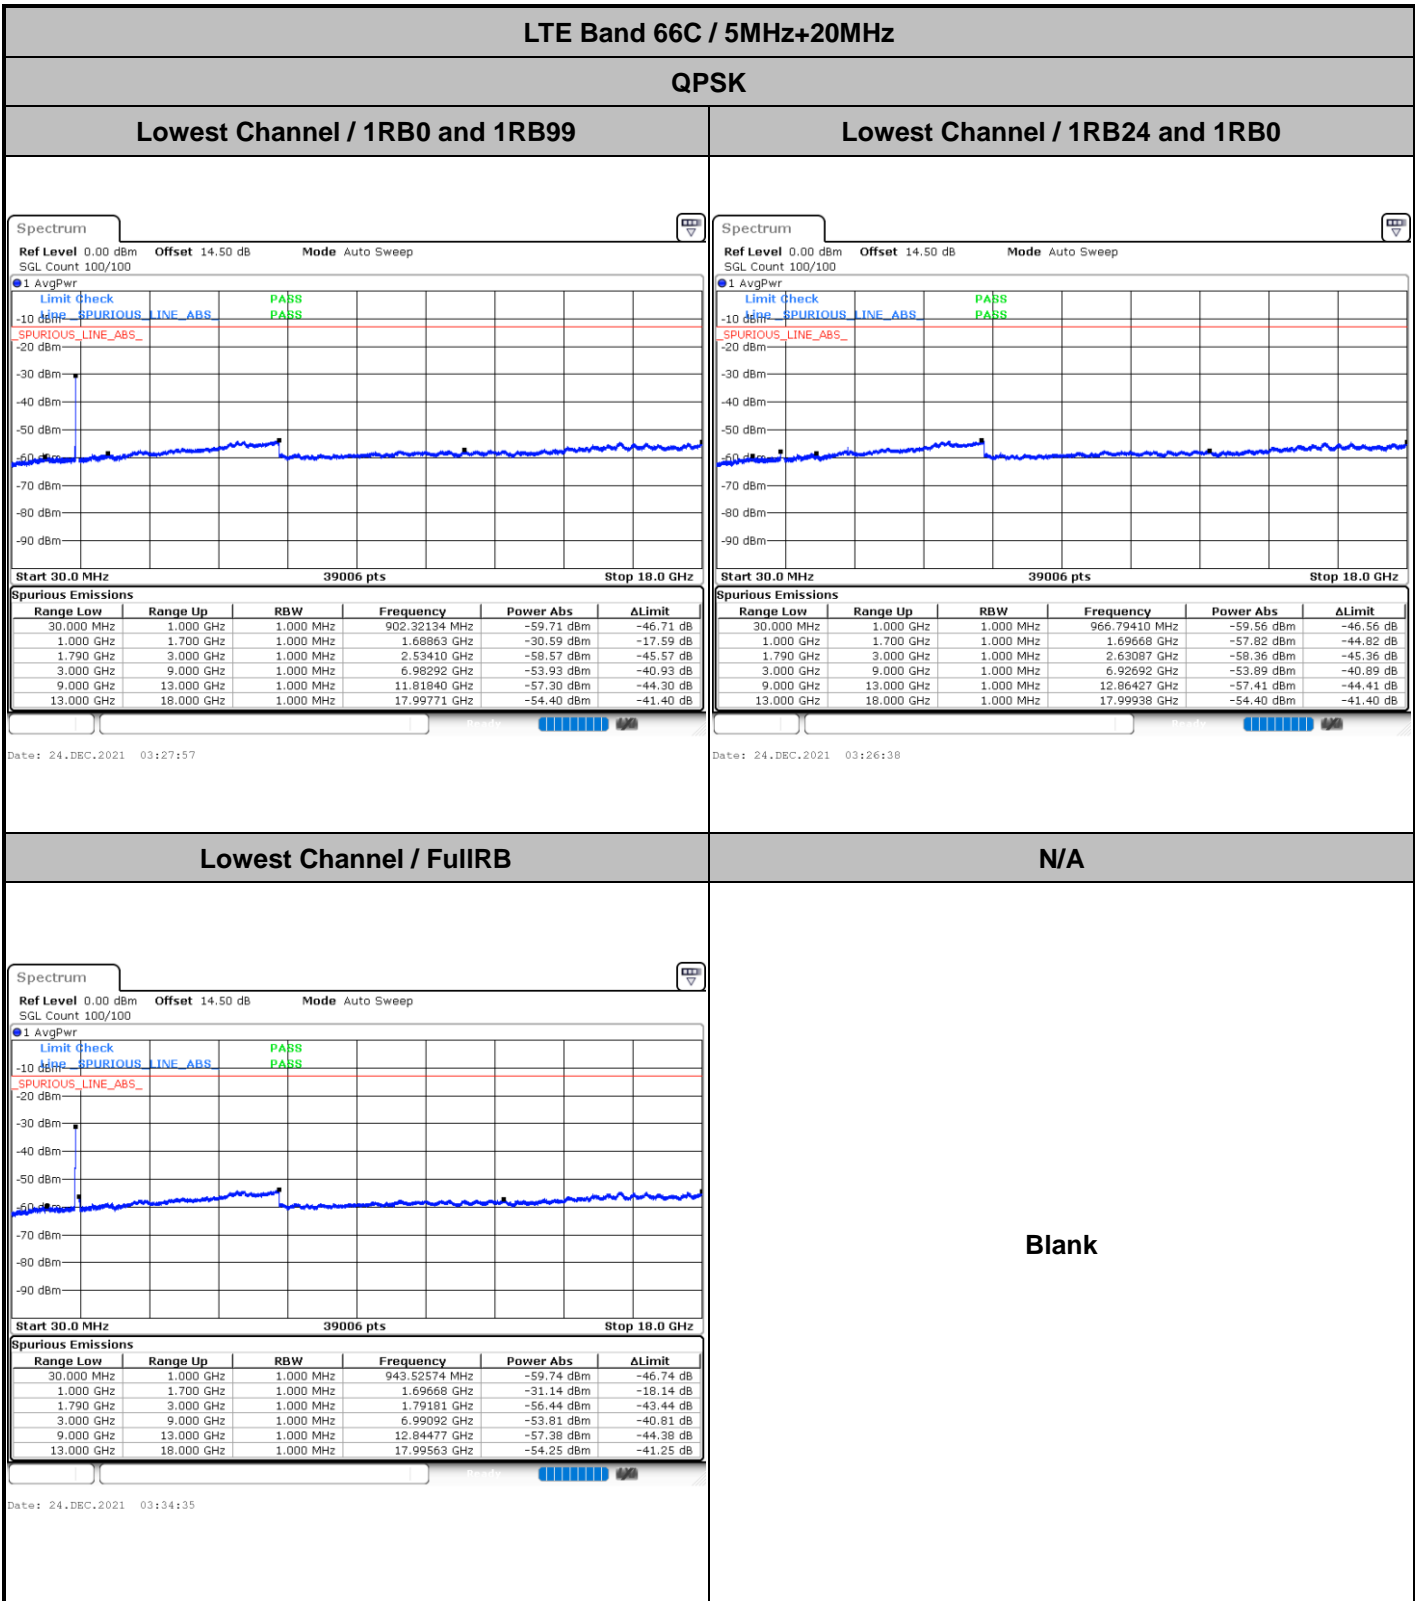 LTE Band 66C / 5MHz+20MHz
QPSK
Lowest Channel / 1RB0 and 1RB99
Lowest Channel / 1RB24 and 1RB0
Spectrum
Ref Level 0.00 dBm Offset 14.50 dB Mode Auto Sweep
SGL Count 100/100
1 AvgPwr
Limit Check PASS
Line _SPURIOUS_LINE_ABS_ PASS
-10 dBm
_SPURIOUS_LINE_ABS_
-20 dBm
-30 dBm
-40 dBm
-50 dBm
-60 dBm
-70 dBm
-80 dBm
-90 dBm
Start 30.0 MHz 39006 pts Stop 18.0 GHz
Spurious Emissions
Range Low Range Up RBW Frequency Power Abs ΔLimit
30.000 MHz 1.000 GHz 1.000 MHz 902.32134 MHz -59.71 dBm -46.71 dB
1.000 GHz 1.700 GHz 1.000 MHz 1.68863 GHz -30.59 dBm -17.59 dB
1.790 GHz 3.000 GHz 1.000 MHz 2.53410 GHz -58.57 dBm -45.57 dB
3.000 GHz 9.000 GHz 1.000 MHz 6.98292 GHz -53.93 dBm -40.93 dB
9.000 GHz 13.000 GHz 1.000 MHz 11.81840 GHz -57.30 dBm -44.30 dB
13.000 GHz 18.000 GHz 1.000 MHz 17.99771 GHz -54.40 dBm -41.40 dB
Ready
Date: 24.DEC.2021 03:27:57
Spectrum
Ref Level 0.00 dBm Offset 14.50 dB Mode Auto Sweep
SGL Count 100/100
1 AvgPwr
Limit Check PASS
Line _SPURIOUS_LINE_ABS_ PASS
-10 dBm
_SPURIOUS_LINE_ABS_
-20 dBm
-30 dBm
-40 dBm
-50 dBm
-60 dBm
-70 dBm
-80 dBm
-90 dBm
Start 30.0 MHz 39006 pts Stop 18.0 GHz
Spurious Emissions
Range Low Range Up RBW Frequency Power Abs ΔLimit
30.000 MHz 1.000 GHz 1.000 MHz 966.79410 MHz -59.56 dBm -46.56 dB
1.000 GHz 1.700 GHz 1.000 MHz 1.69668 GHz -57.82 dBm -44.82 dB
1.790 GHz 3.000 GHz 1.000 MHz 2.63087 GHz -58.36 dBm -45.36 dB
3.000 GHz 9.000 GHz 1.000 MHz 6.92692 GHz -53.89 dBm -40.89 dB
9.000 GHz 13.000 GHz 1.000 MHz 12.86427 GHz -57.41 dBm -44.41 dB
13.000 GHz 18.000 GHz 1.000 MHz 17.99938 GHz -54.40 dBm -41.40 dB
Ready
Date: 24.DEC.2021 03:26:38
Lowest Channel / FullRB
N/A
Spectrum
Ref Level 0.00 dBm Offset 14.50 dB Mode Auto Sweep
SGL Count 100/100
1 AvgPwr
Limit Check PASS
Line _SPURIOUS_LINE_ABS_ PASS
-10 dBm
_SPURIOUS_LINE_ABS_
-20 dBm
-30 dBm
-40 dBm
-50 dBm
-60 dBm
-70 dBm
-80 dBm
-90 dBm
Start 30.0 MHz 39006 pts Stop 18.0 GHz
Spurious Emissions
Range Low Range Up RBW Frequency Power Abs ΔLimit
30.000 MHz 1.000 GHz 1.000 MHz 943.52574 MHz -59.74 dBm -46.74 dB
1.000 GHz 1.700 GHz 1.000 MHz 1.69668 GHz -31.14 dBm -18.14 dB
1.790 GHz 3.000 GHz 1.000 MHz 1.79181 GHz -56.44 dBm -43.44 dB
3.000 GHz 9.000 GHz 1.000 MHz 6.99092 GHz -53.81 dBm -40.81 dB
9.000 GHz 13.000 GHz 1.000 MHz 12.84477 GHz -57.38 dBm -44.38 dB
13.000 GHz 18.000 GHz 1.000 MHz 17.99563 GHz -54.25 dBm -41.25 dB
Ready
Date: 24.DEC.2021 03:34:35
Blank